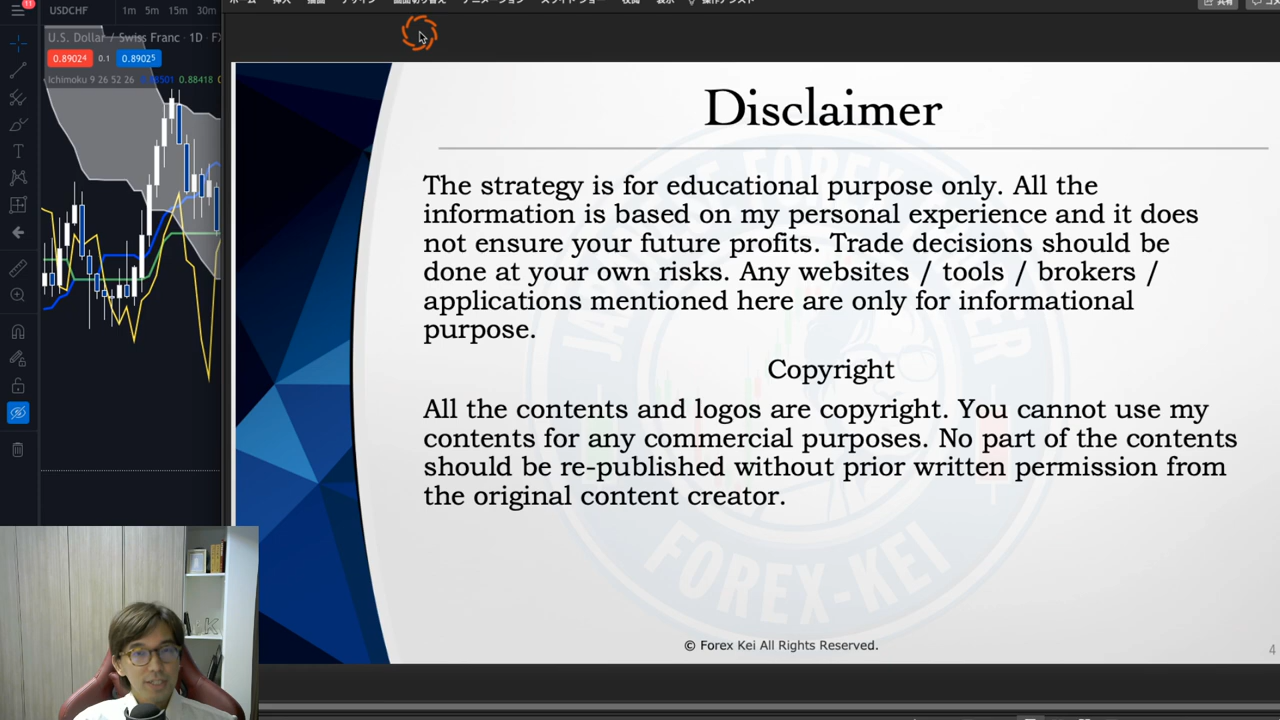 11
USDCHF
1m 5m 15m 30m
U.S. Dollar / Swiss Franc · 1D · FX
0.89024 0.1 0.89025
Ichimoku 9 26 52 26 0.88418
Disclaimer
The strategy is for educational purpose only. All the
information is based on my personal experience and it does
not ensure your future profits. Trade decisions should be
done at your own risks. Any websites / tools / brokers /
applications mentioned here are only for informational
purpose.
Copyright
All the contents and logos are copyright. You cannot use my
contents for any commercial purposes. No part of the contents
should be re-published without prior written permission from
the original content creator.
FOREX-KEI
© Forex Kei All Rights Reserved.
4